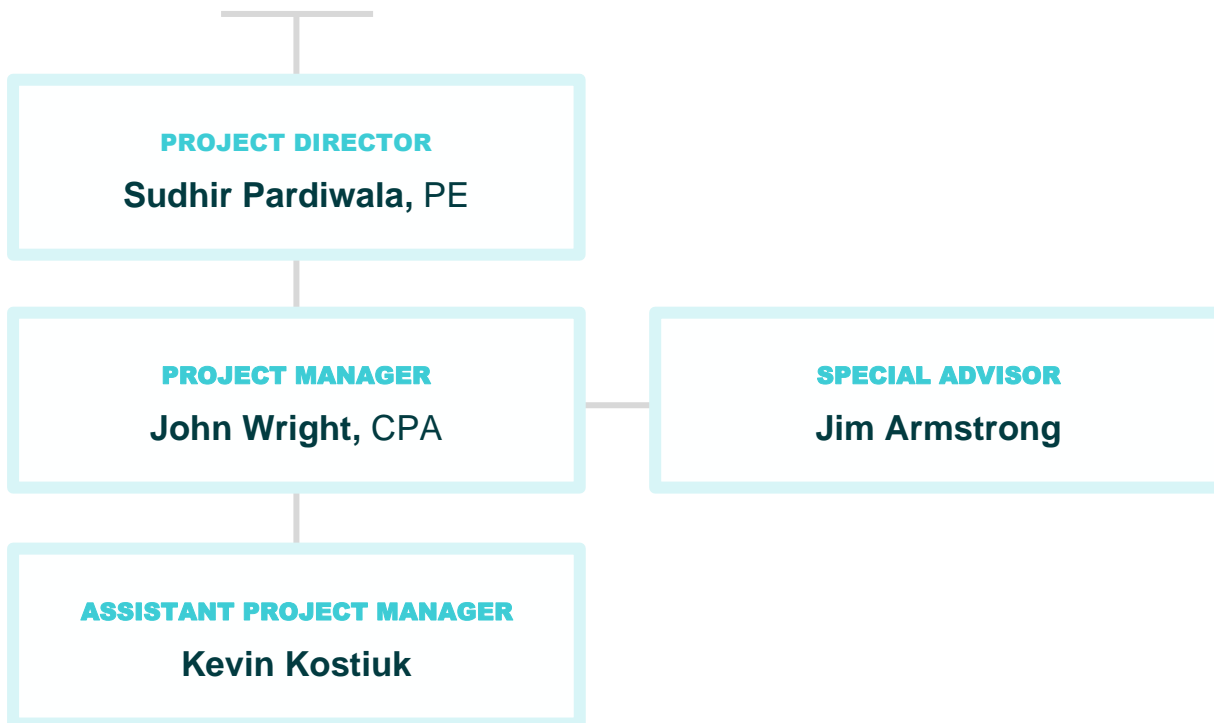 PROJECT DIRECTOR
Sudhir Pardiwala, PE
PROJECT MANAGER
John Wright, CPA
SPECIAL ADVISOR
Jim Armstrong
ASSISTANT PROJECT MANAGER
Kevin Kostiuk